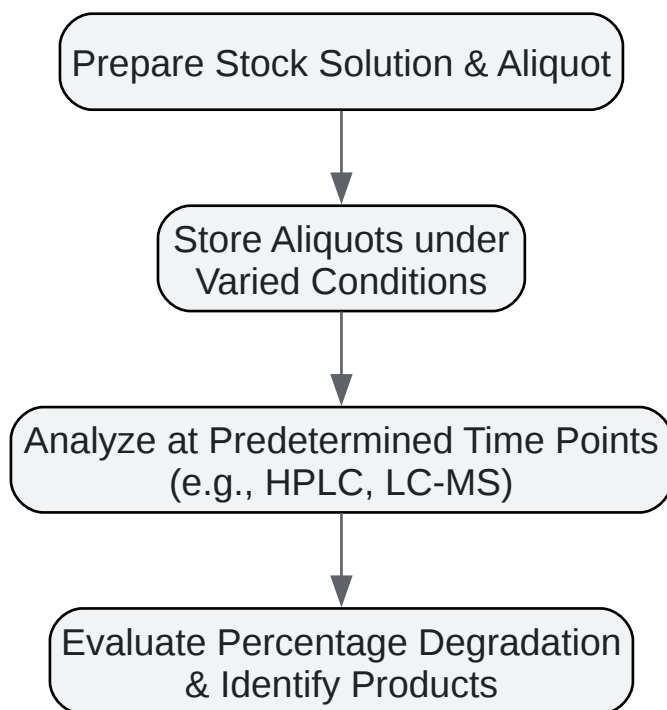 Prepare Stock Solution & Aliquot
Store Aliquots under
Varied Conditions
Analyze at Predetermined Time Points
(e.g., HPLC, LC-MS)
Evaluate Percentage Degradation
& Identify Products